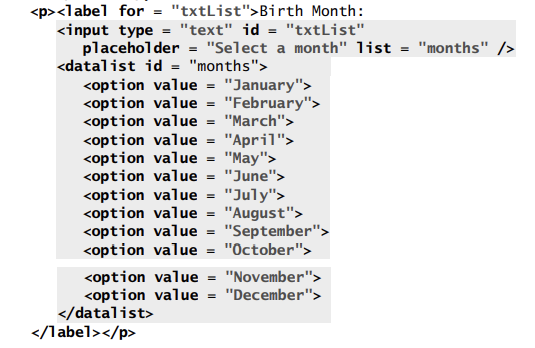 <p><label for = "txtList">Birth Month:
<input type = "text" id = "txtList"
placeholder = "Select a month" list = "months" />
<datalist id = "months">
<option value = "January">
<option value = "February">
<option value = "March">
<option value = "April">
<option value = "May">
<option value = "June">
<option value = "July">
<option value = "August">
<option value = "September">
<option value = "October">
<option value = "November">
<option value = "December">
</datalist>
</label></p>